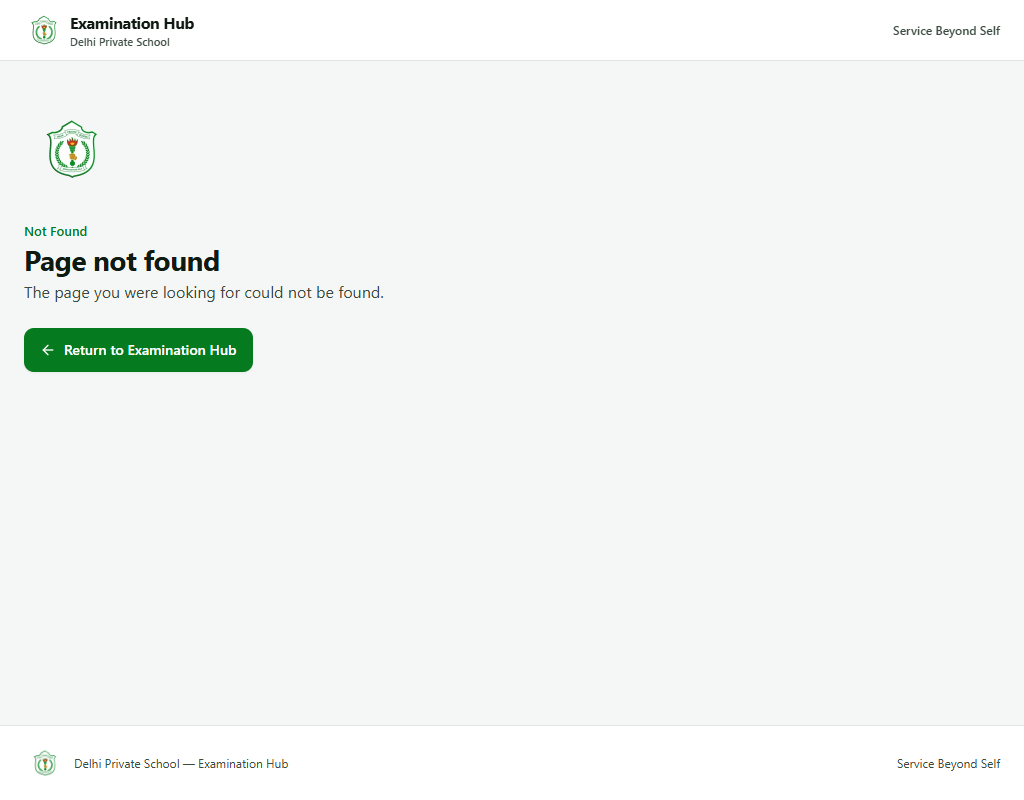 Examination Hub
Delhi Private School
Service Beyond Self
Not Found
Page not found
The page you were looking for could not be found.
Return to Examination Hub
Delhi Private School — Examination Hub
Service Beyond Self